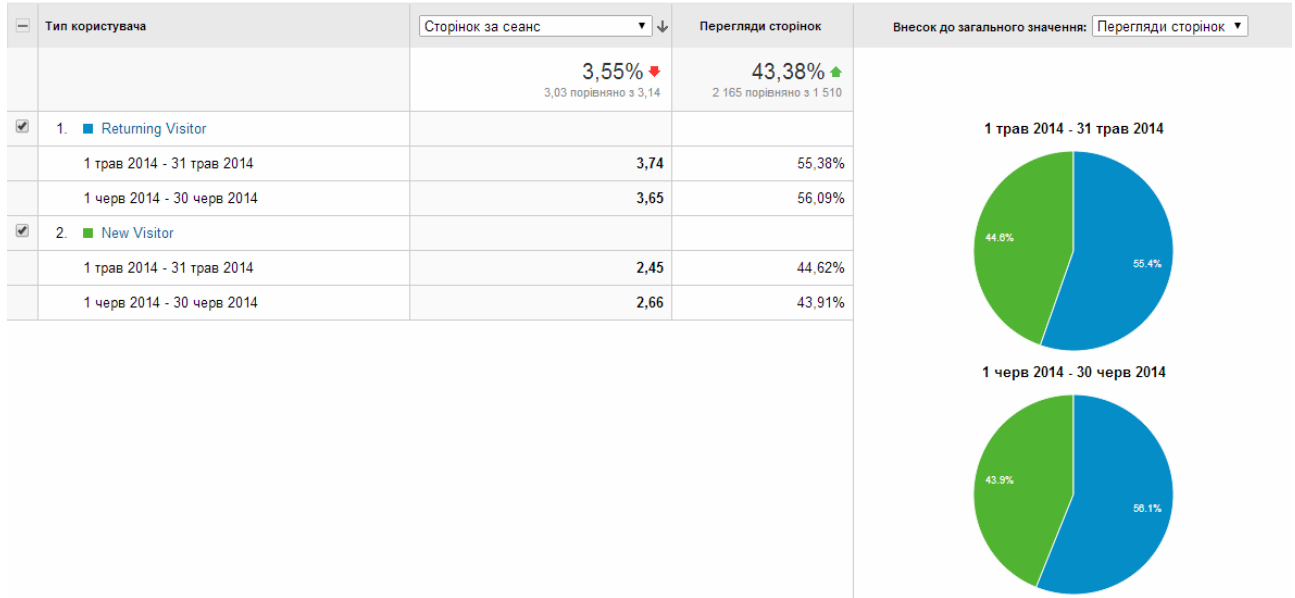 Тип користувача Сторінок за сеанс Перегляди сторінок Внесок до загального значення: Перегляди сторінок
3,55% 43,38%
3,03 порівняно з 3,14 2 165 порівняно з 1 510
1. Returning Visitor
1 трав 2014 - 31 трав 2014 3,74 55,38%
1 черв 2014 - 30 черв 2014 3,65 56,09%
2. New Visitor
1 трав 2014 - 31 трав 2014 2,45 44,62%
1 черв 2014 - 30 черв 2014 2,66 43,91%
1 трав 2014 - 31 трав 2014
44.6%
55.4%
1 черв 2014 - 30 черв 2014
43.9%
56.1%